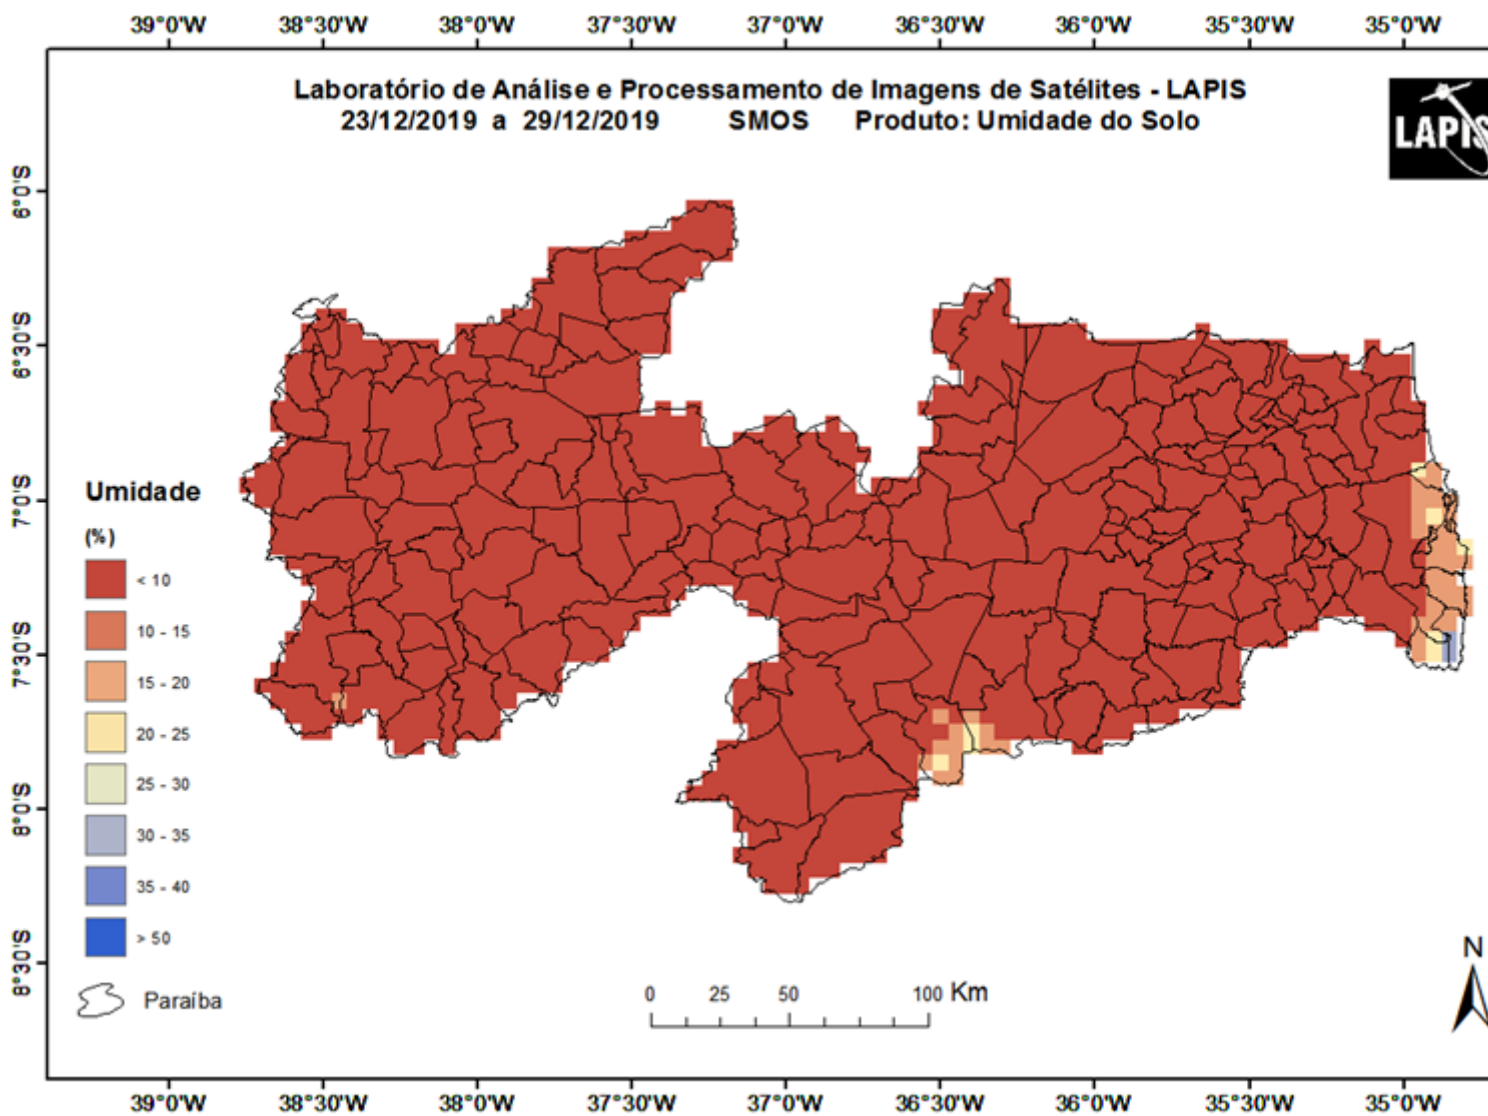 39°0'W 38°30'W 38°0'W 37°30'W 37°0'W 36°30'W 36°0'W 35°30'W 35°0'W
Laboratório de Análise e Processamento de Imagens de Satélites - LAPIS
23/12/2019 a 29/12/2019 SMOS Produto: Umidade do Solo
LAPIS
6°0'S
6°30'S
7°0'S
7°30'S
8°0'S
8°30'S
Umidade
(%)
< 10
10 - 15
15 - 20
20 - 25
25 - 30
30 - 35
35 - 40
> 50
Paraíba
0 25 50 100 Km
N
39°0'W 38°30'W 38°0'W 37°30'W 37°0'W 36°30'W 36°0'W 35°30'W 35°0'W